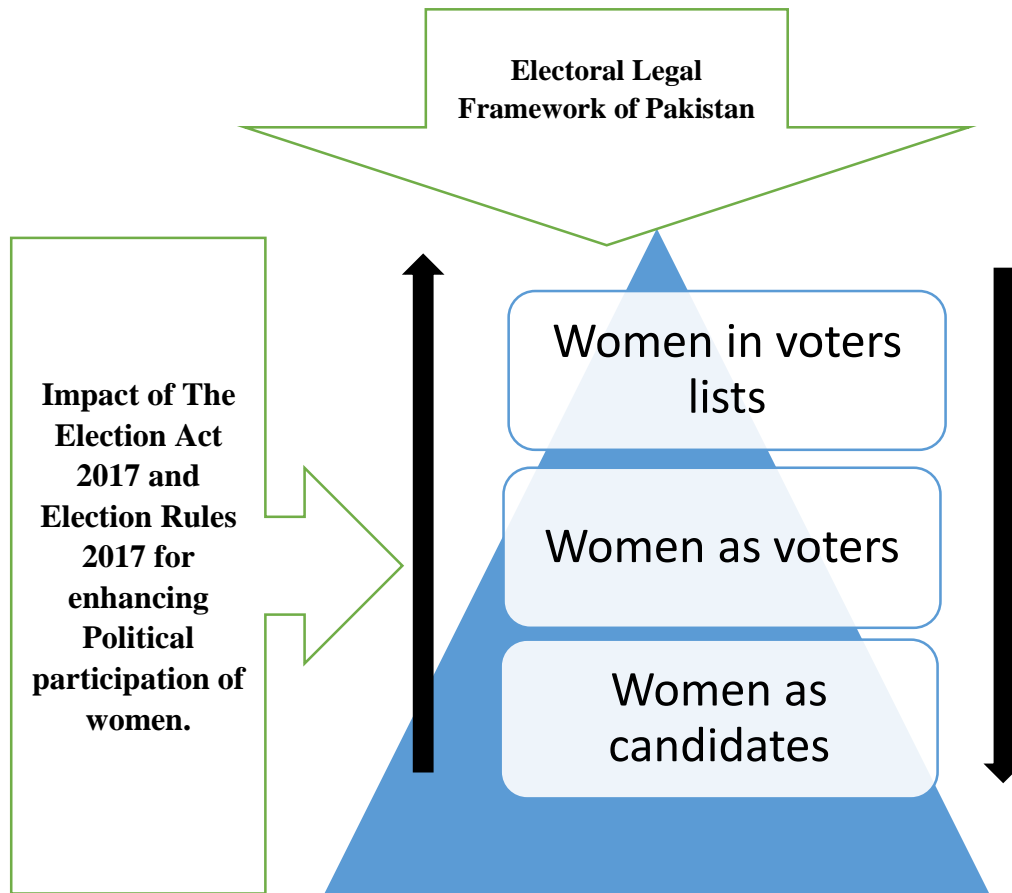 Electoral Legal
Framework of Pakistan
Impact of The
Election Act
2017 and
Election Rules
2017 for
enhancing
Political
participation of
women.
Women in voters
lists
Women as voters
Women as
candidates